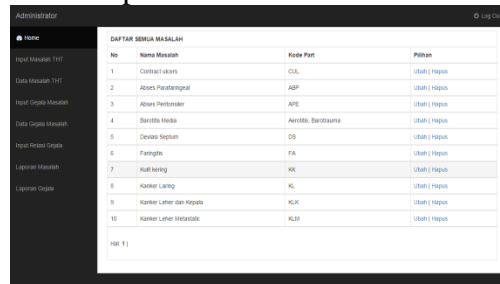 Administrator
Log Ou
Home
Input Masalah THT
Data Masalah THT
Input Gejala Masalah
Data Gejala Masalah
Input Relasi Gejala
Laporan Masalah
Laporan Gejala
DAFTAR SEMUA MASALAH
No Nama Masalah Kode Part Pilihan
1 Contract ulcers CUL Ubah | Hapus
2 Abses Parafaringeal ABP Ubah | Hapus
3 Abses Peritonsiler APE Ubah | Hapus
4 Barotitis Media Aerotitis, Barotrauma Ubah | Hapus
5 Deviasi Septum DS Ubah | Hapus
6 Faringitis FA Ubah | Hapus
7 Kulit kering KK Ubah | Hapus
8 Kanker Laring KL Ubah | Hapus
9 Kanker Leher dan Kepala KLK Ubah | Hapus
10 Kanker Leher Metastatic KLM Ubah | Hapus
Hal: 1 |